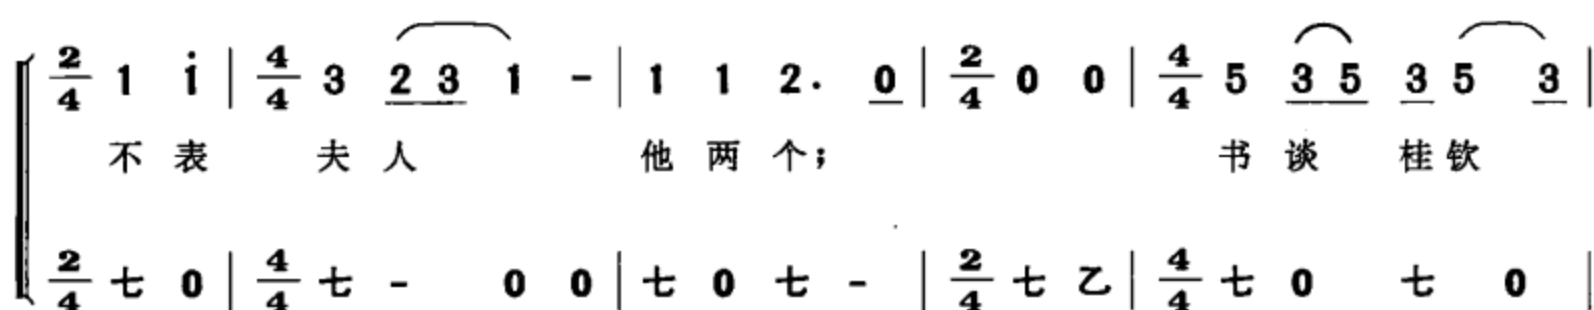 2/4 1 i | 4/4 3 2 3 1 - | 1 1 2. 0 | 2/4 0 0 | 4/4 5 3 5 3 5 3 |
不 表 夫 人 他 两 个； 书 谈 桂 钦
2/4 七 0 | 4/4 七 - 0 0 | 七 0 七 - | 2/4 七 乙 | 4/4 七 0 七 0 |